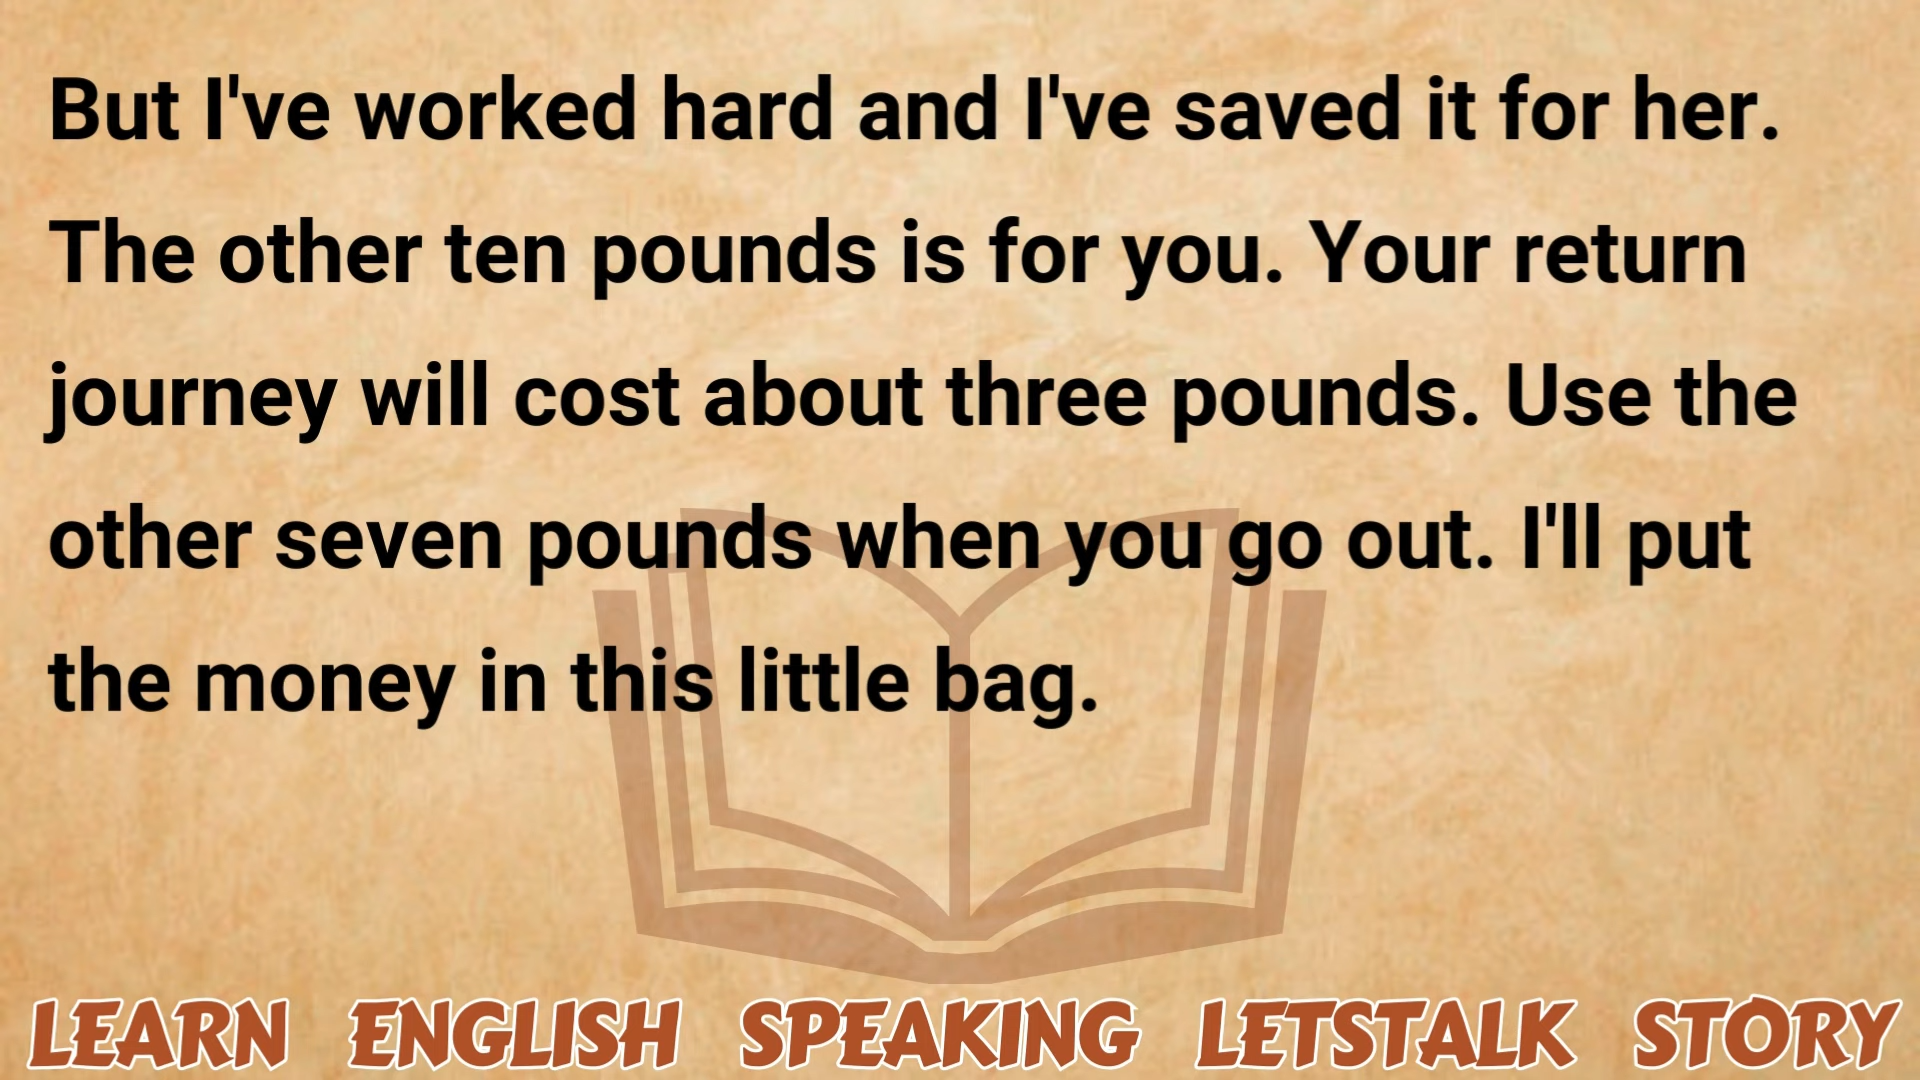 But I've worked hard and I've saved it for her.
The other ten pounds is for you. Your return
journey will cost about three pounds. Use the
other seven pounds when you go out. I'll put
the money in this little bag.
LEARN ENGLISH SPEAKING LETSTALK STORY